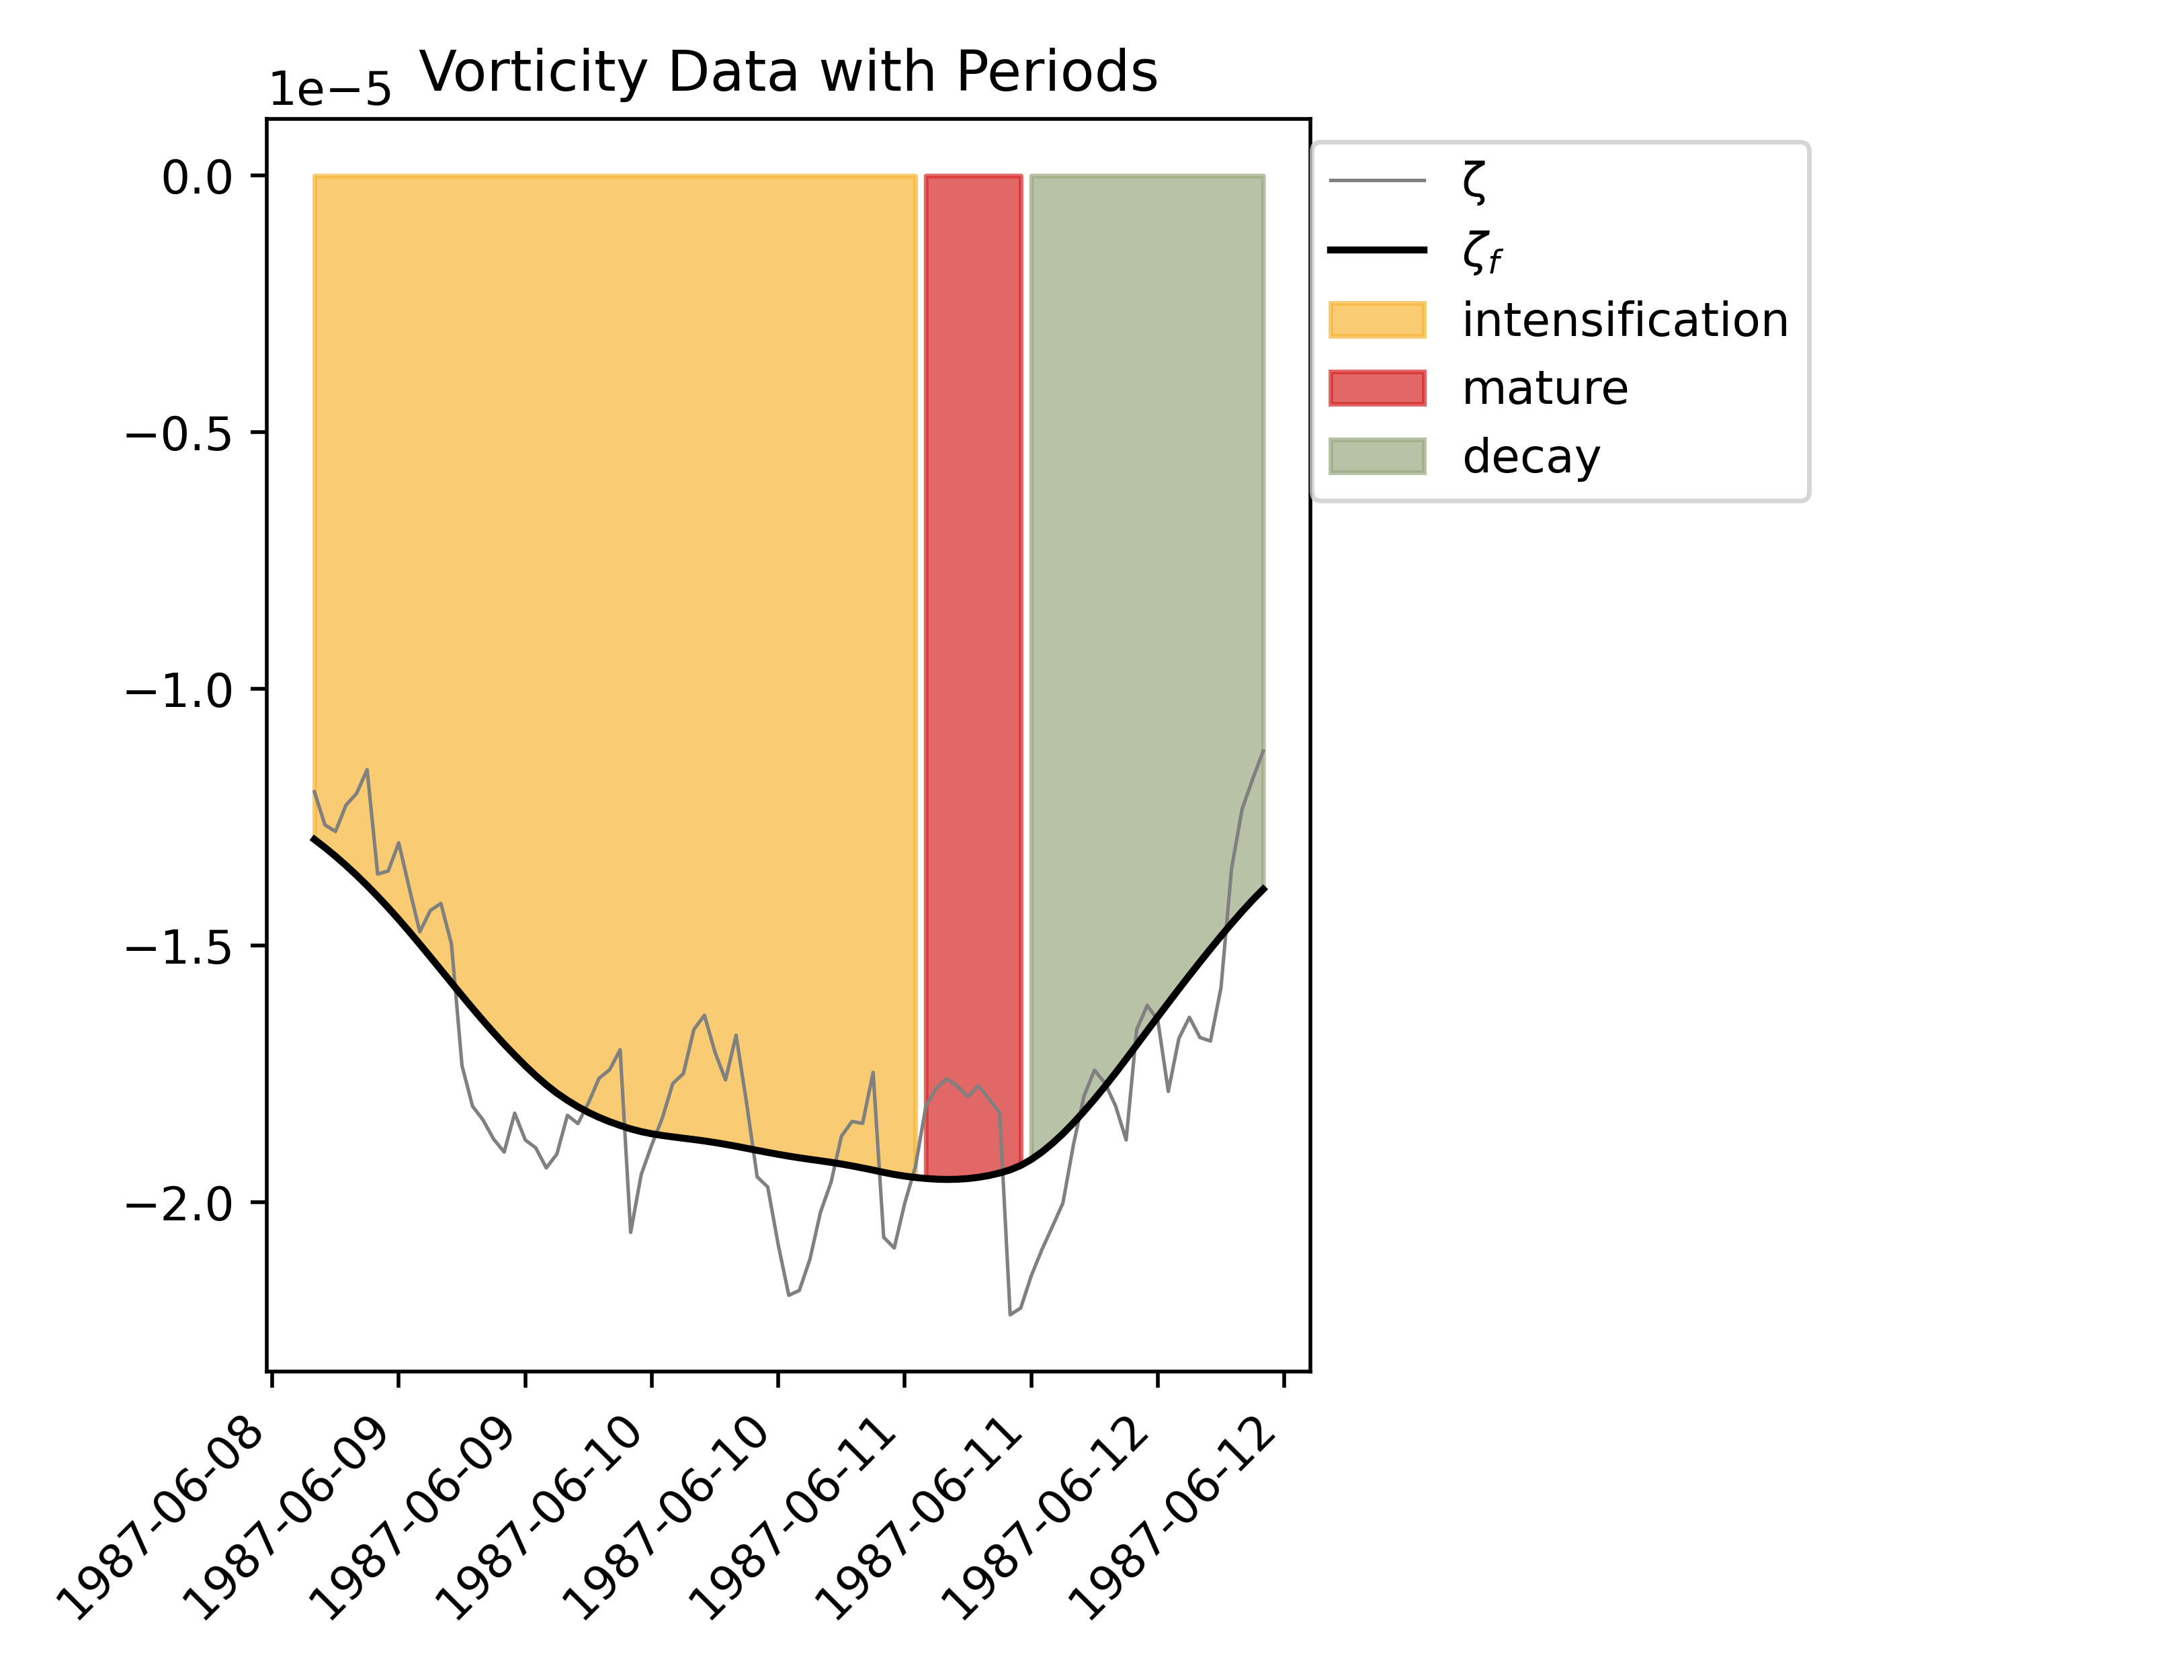 Vorticity Data with Periods
1e−5
0.0
−0.5
−1.0
−1.5
−2.0
1987-06-08
1987-06-09
1987-06-09
1987-06-10
1987-06-10
1987-06-11
1987-06-11
1987-06-12
1987-06-12
ζ
ζf
intensification
mature
decay